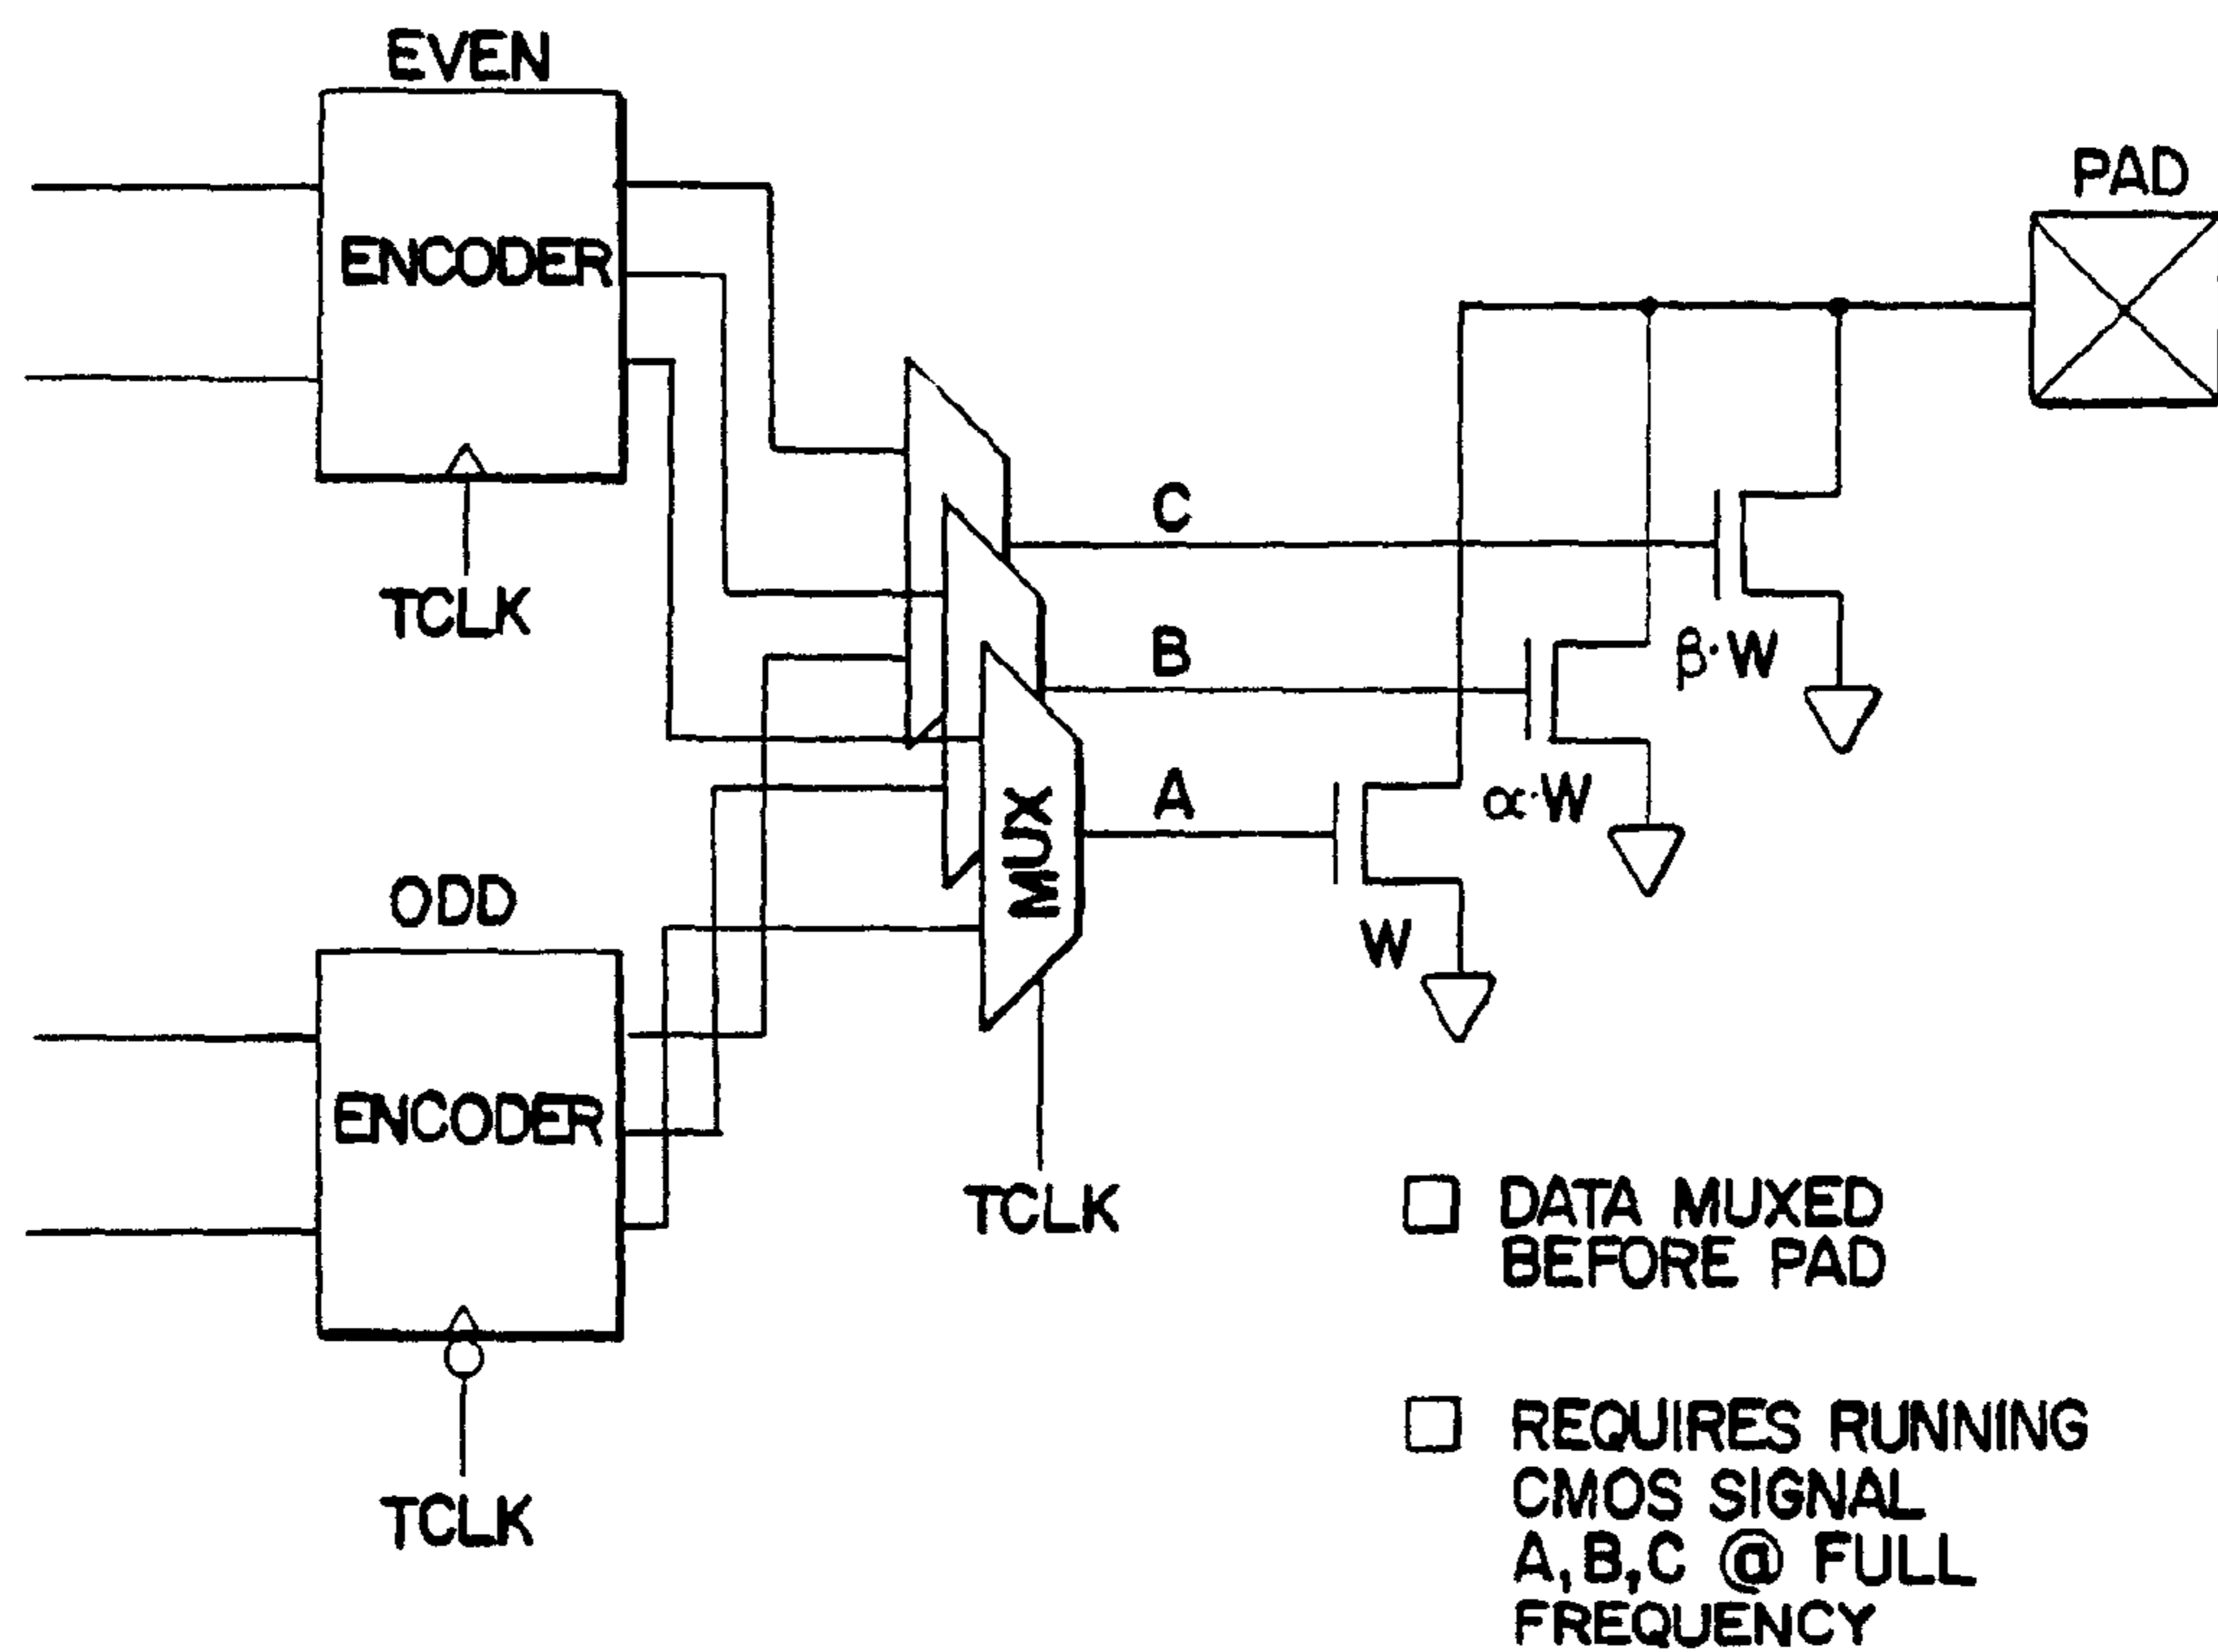 EVEN
ENCODER
TCLK
PAD
C
B
β·W
A
α·W
MUX
W
ODD
ENCODER
TCLK
TCLK
DATA MUXED
BEFORE PAD
REQUIRES RUNNING
CMOS SIGNAL
A,B,C @ FULL
FREQUENCY